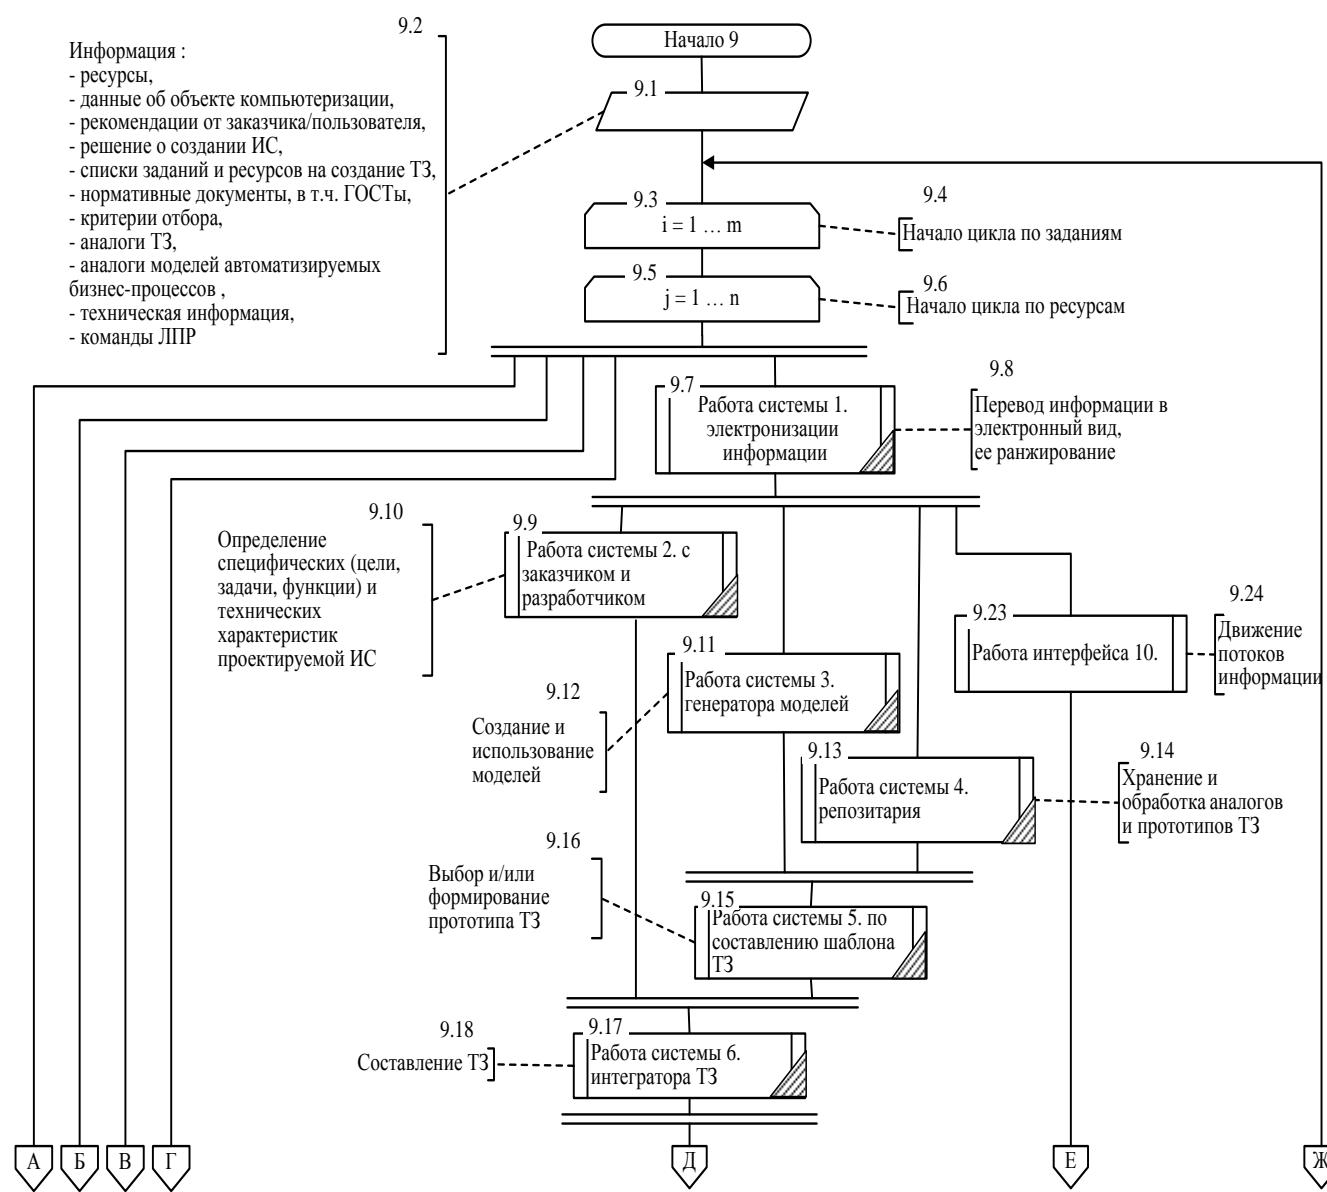 Начало 9
9.2
Информация :
- ресурсы,
- данные об объекте компьютеризации,
- рекомендации от заказчика/пользователя,
- решение о создании ИС,
- списки заданий и ресурсов на создание ТЗ,
- нормативные документы, в т.ч. ГОСТы,
- критерии отбора,
- аналоги ТЗ,
- аналоги моделей автоматизируемых
бизнес-процессов ,
- техническая информация,
- команды ЛПР
9.1
9.3
i = 1 … m
9.4
Начало цикла по заданиям
9.5
j = 1 … n
9.6
Начало цикла по ресурсам
9.7
Работа системы 1.
электронизации
информации
9.8
Перевод информации в
электронный вид,
ее ранжирование
9.10
Определение
специфических (цели,
задачи, функции) и
технических
характеристик
проектируемой ИС
9.9
Работа системы 2. с
заказчиком и
разработчиком
9.23
Работа интерфейса 10.
9.24
Движение
потоков
информации
9.11
Работа системы 3.
генератора моделей
9.12
Создание и
использование
моделей
9.13
Работа системы 4.
репозитария
9.14
Хранение и
обработка аналогов
и прототипов ТЗ
9.16
Выбор и/или
формирование
прототипа ТЗ
9.15
Работа системы 5. по
составлению шаблона
ТЗ
9.18
Составление ТЗ
9.17
Работа системы 6.
интегратора ТЗ
А
Б
В
Г
Д
Е
Ж